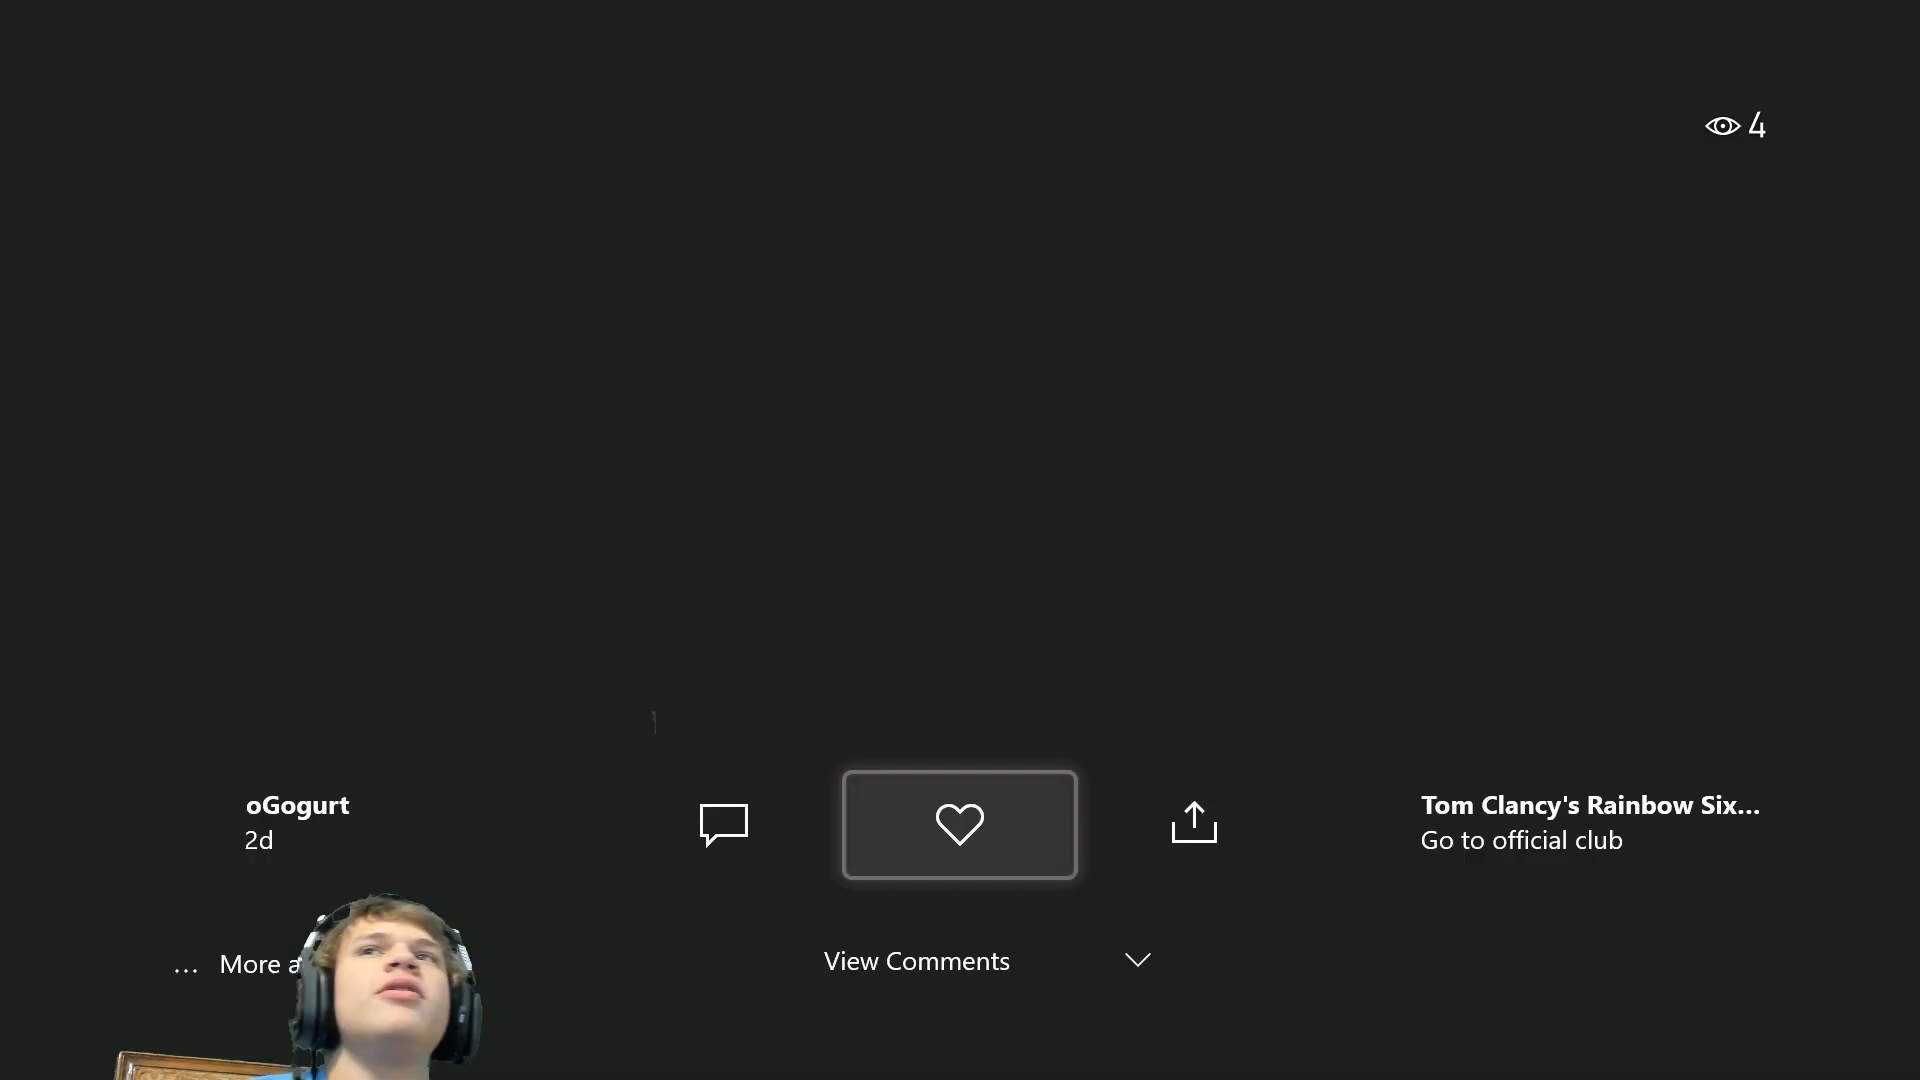 4
oGogurt
2d
Tom Clancy's Rainbow Six...
Go to official club
... More
View Comments